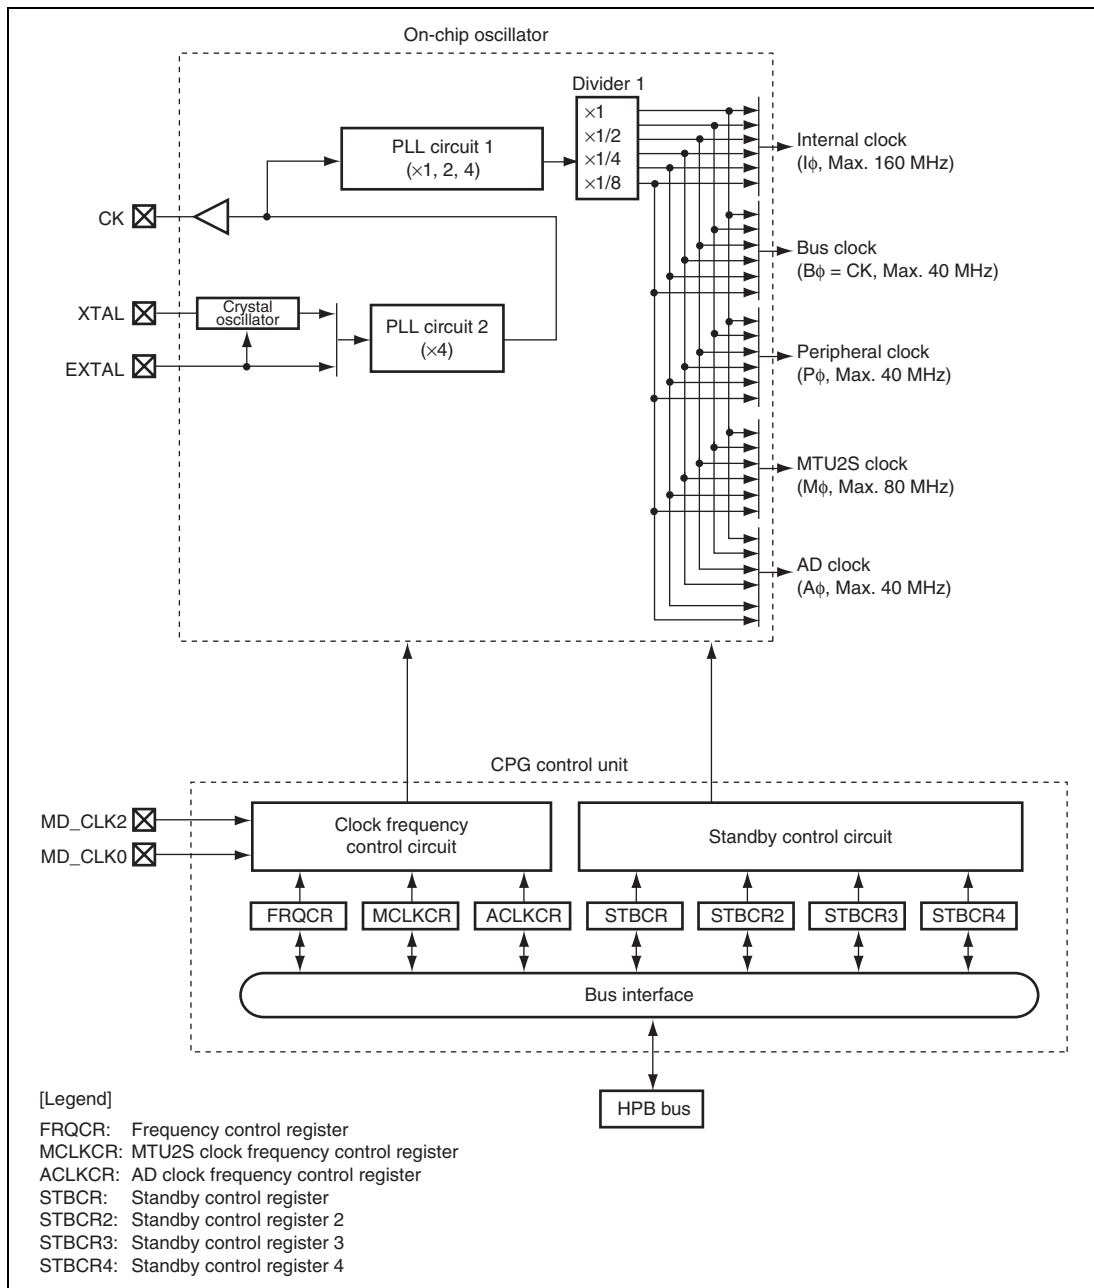 On-chip oscillator
Divider 1
×1
×1/2
×1/4
×1/8
PLL circuit 1
(×1, 2, 4)
Internal clock
(Iϕ, Max. 160 MHz)
CK
Bus clock
(Bϕ = CK, Max. 40 MHz)
XTAL
Crystal
oscillator
PLL circuit 2
(×4)
EXTAL
Peripheral clock
(Pϕ, Max. 40 MHz)
MTU2S clock
(Mϕ, Max. 80 MHz)
AD clock
(Aϕ, Max. 40 MHz)
CPG control unit
MD_CLK2
MD_CLK0
Clock frequency
control circuit
Standby control circuit
FRQCR
MCLKCR
ACLKCR
STBCR
STBCR2
STBCR3
STBCR4
Bus interface
HPB bus
[Legend]
FRQCR: Frequency control register
MCLKCR: MTU2S clock frequency control register
ACLKCR: AD clock frequency control register
STBCR: Standby control register
STBCR2: Standby control register 2
STBCR3: Standby control register 3
STBCR4: Standby control register 4